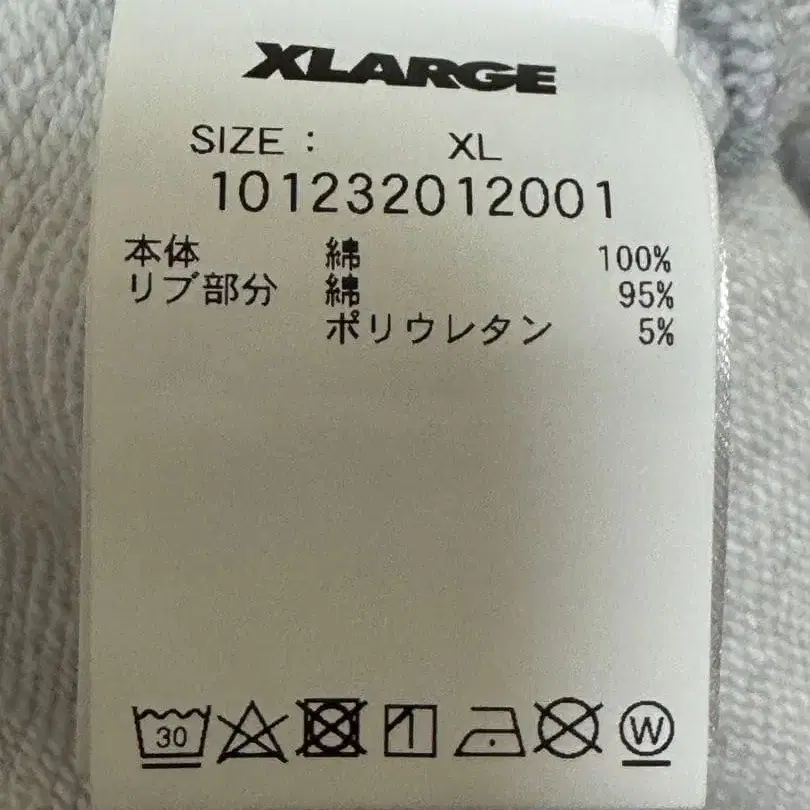 XLARGE
SIZE : XL
101232012001
本体 綿 100%
リブ部分 綿 95%
ポリウレタン 5%
30 W